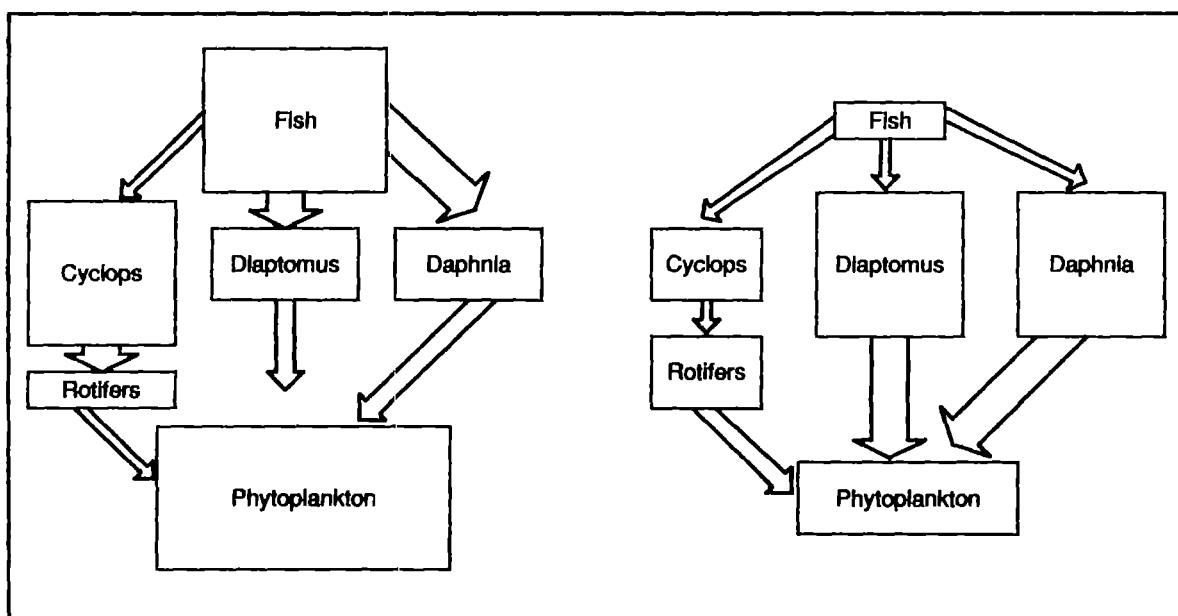 Fish
Cyclops
Diaptomus
Daphnia
Rotifers
Phytoplankton
Fish
Cyclops
Diaptomus
Daphnia
Rotifers
Phytoplankton